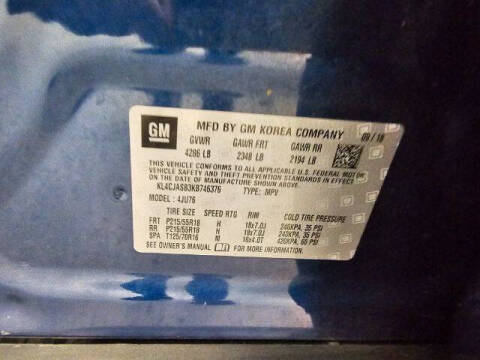 GM
MFD BY GM KOREA COMPANY
09 / 18
GVWR GAWR FRT GAWR RR
4286 LB 2348 LB 2194 LB
THIS VEHICLE CONFORMS TO ALL APPLICABLE U.S. FEDERAL MOTOR
VEHICLE SAFETY AND THEFT PREVENTION STANDARDS IN EFFECT ON THE
DATE OF MANUFACTURE SHOWN ABOVE.
KL4CJASB3KB746376 TYPE: MPV
MODEL : 4JU76
TIRE SIZE SPEED RTG RIM COLD TIRE PRESSURE
FRT P215/55R18 H 18x7.0J 240KPA, 35 PSI
RR P215/55R18 H 18x7.0J 240KPA, 35 PSI
SPA T125/70R16 M 16x4.0T 420KPA, 60 PSI
SEE OWNER'S MANUAL